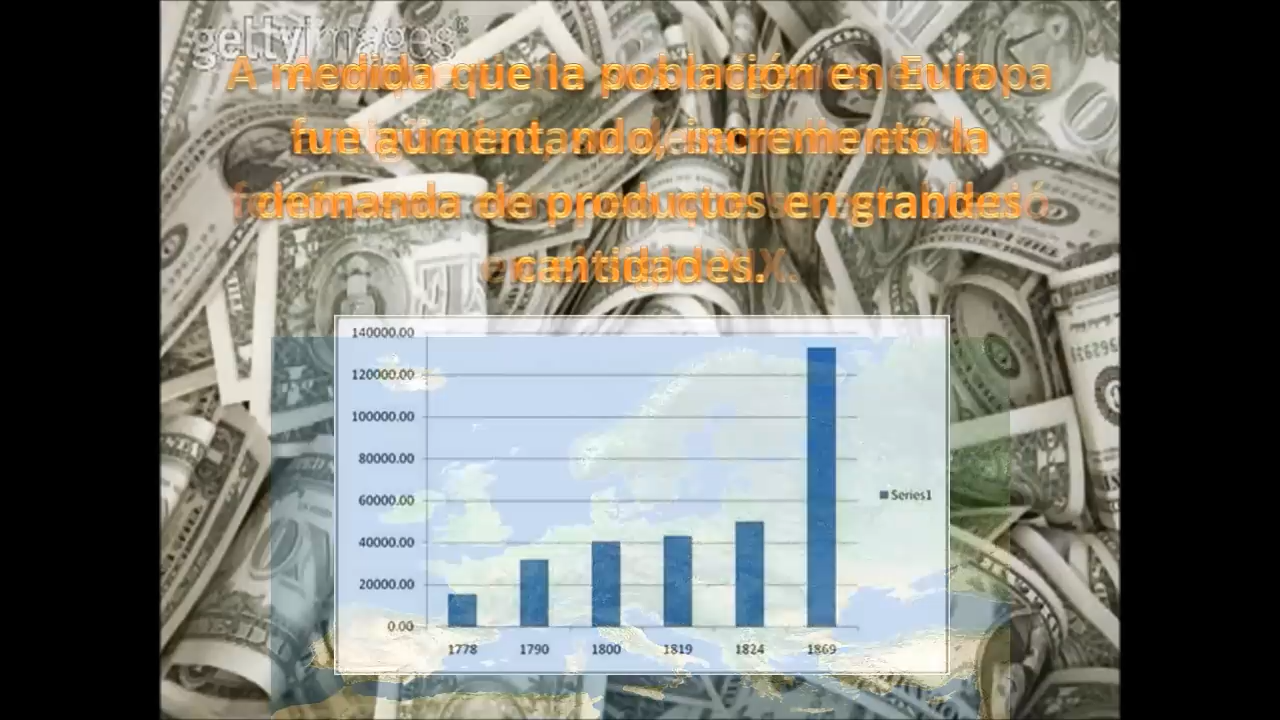 gettyimages®
A medida que la población en Europa
fue aumentando, incrementó la
demanda de productos en grandes
cantidades.
140000.00
120000.00
100000.00
80000.00
60000.00
40000.00
20000.00
0.00
Series1
1778 1790 1800 1819 1824 1869